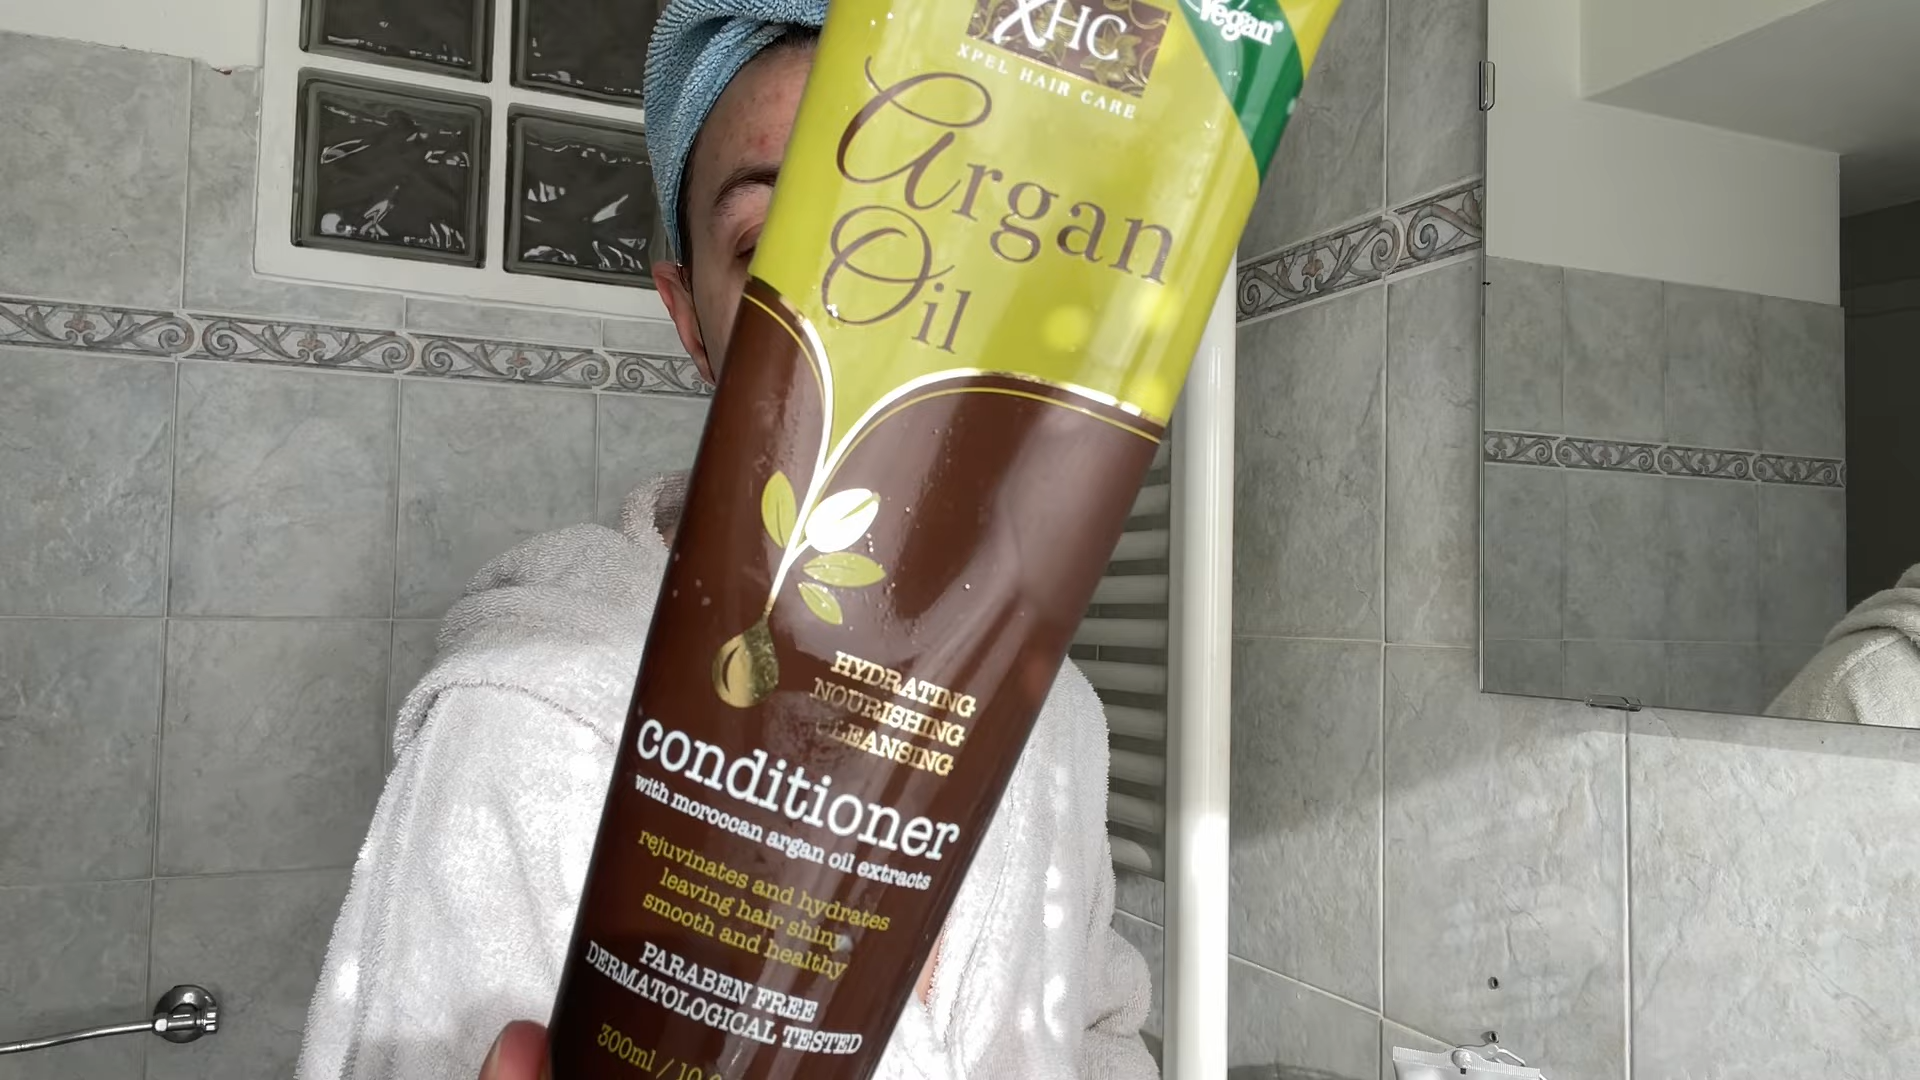 Vegan
XHC
XPEL HAIR CARE
Argan
Oil
HYDRATING
NOURISHING
CLEANSING
conditioner
with moroccan argan oil extracts
rejuvinates and hydrates
leaving hair shiny
smooth and healthy
PARABEN FREE
DERMATOLOGICAL TESTED
300ml /